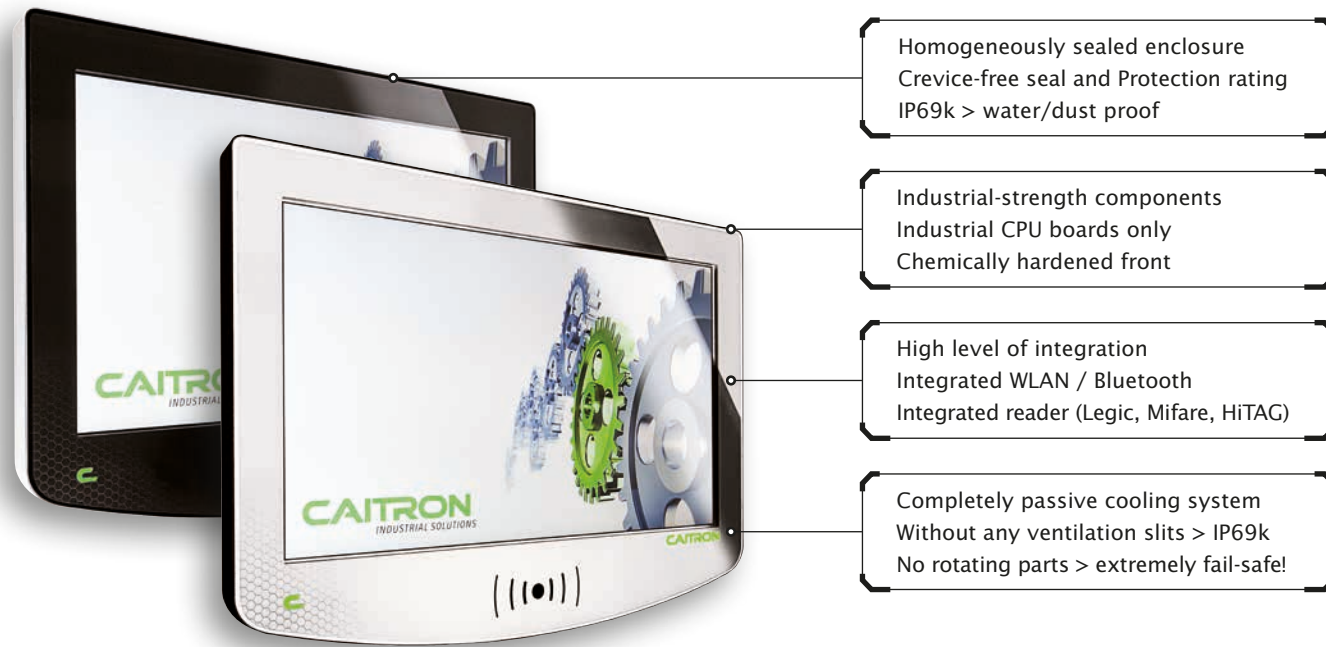 Homogeneously sealed enclosure
Crevice-free seal and Protection rating
IP69k > water/dust proof
Industrial-strength components
Industrial CPU boards only
Chemically hardened front
High level of integration
Integrated WLAN / Bluetooth
Integrated reader (Legic, Mifare, HiTAG)
Completely passive cooling system
Without any ventilation slits > IP69k
No rotating parts > extremely fail-safe!
CAITRO
INDUSTRIAL
CAITRON
INDUSTRIAL SOLUTIONS
CAITRON